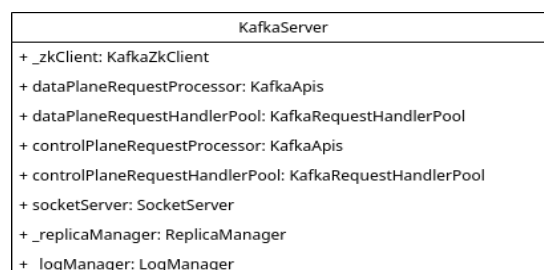 KafkaServer
+ _zkClient: KafkaZkClient
+ dataPlaneRequestProcessor: KafkaApis
+ dataPlaneRequestHandlerPool: KafkaRequestHandlerPool
+ controlPlaneRequestProcessor: KafkaApis
+ controlPlaneRequestHandlerPool: KafkaRequestHandlerPool
+ socketServer: SocketServer
+ _replicaManager: ReplicaManager
+ _logManager: LogManager